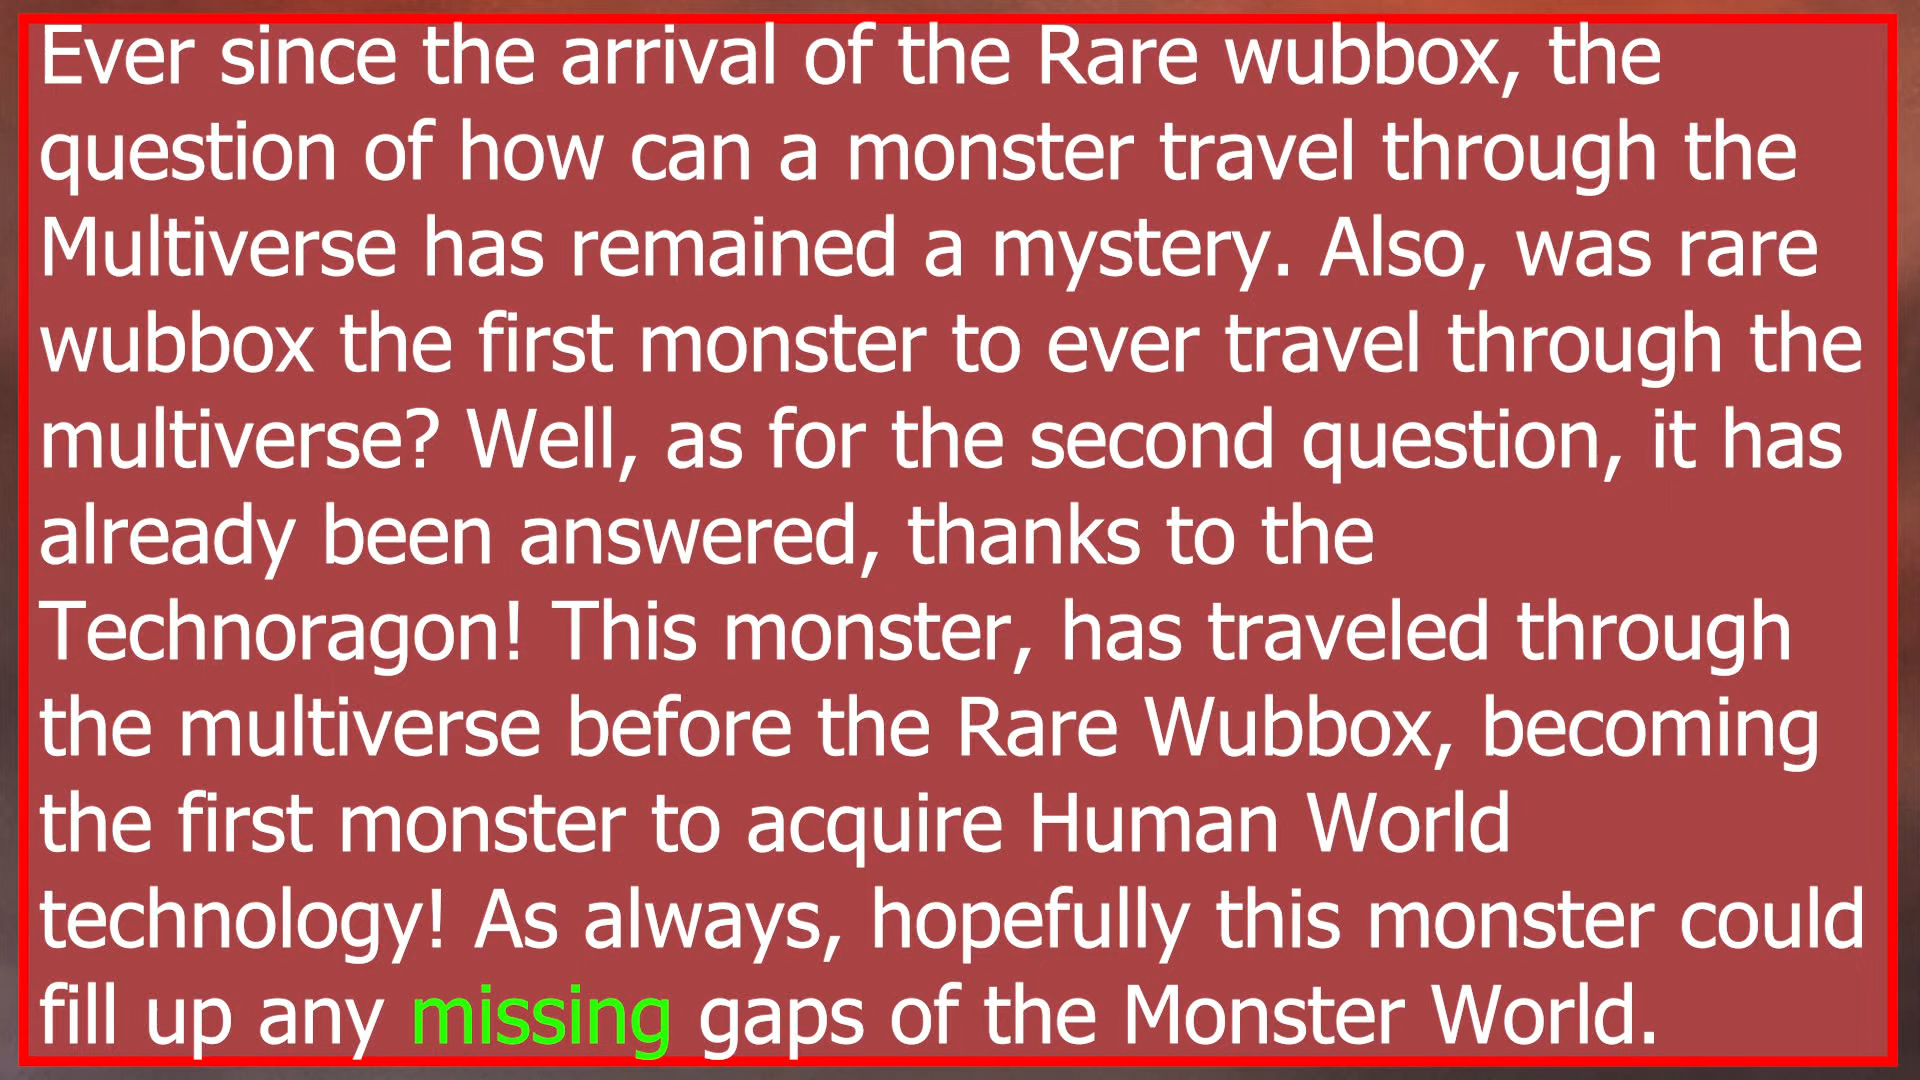 Ever since the arrival of the Rare wubbox, the
question of how can a monster travel through the
Multiverse has remained a mystery. Also, was rare
wubbox the first monster to ever travel through the
multiverse? Well, as for the second question, it has
already been answered, thanks to the
Technoragon! This monster, has traveled through
the multiverse before the Rare Wubbox, becoming
the first monster to acquire Human World
technology! As always, hopefully this monster could
fill up any missing gaps of the Monster World.